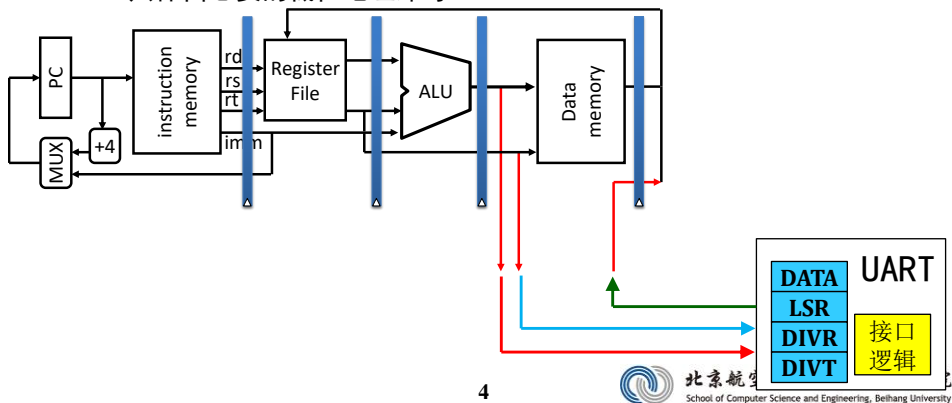 PC
+4
MUX
instruction
memory
rd
rs
rt
imm
Register
File
ALU
Data
memory
UART
DATA
LSR
DIVR
DIVT
接口
逻辑
4
北京航空
School of Computer Science and Engineering, Beihang University